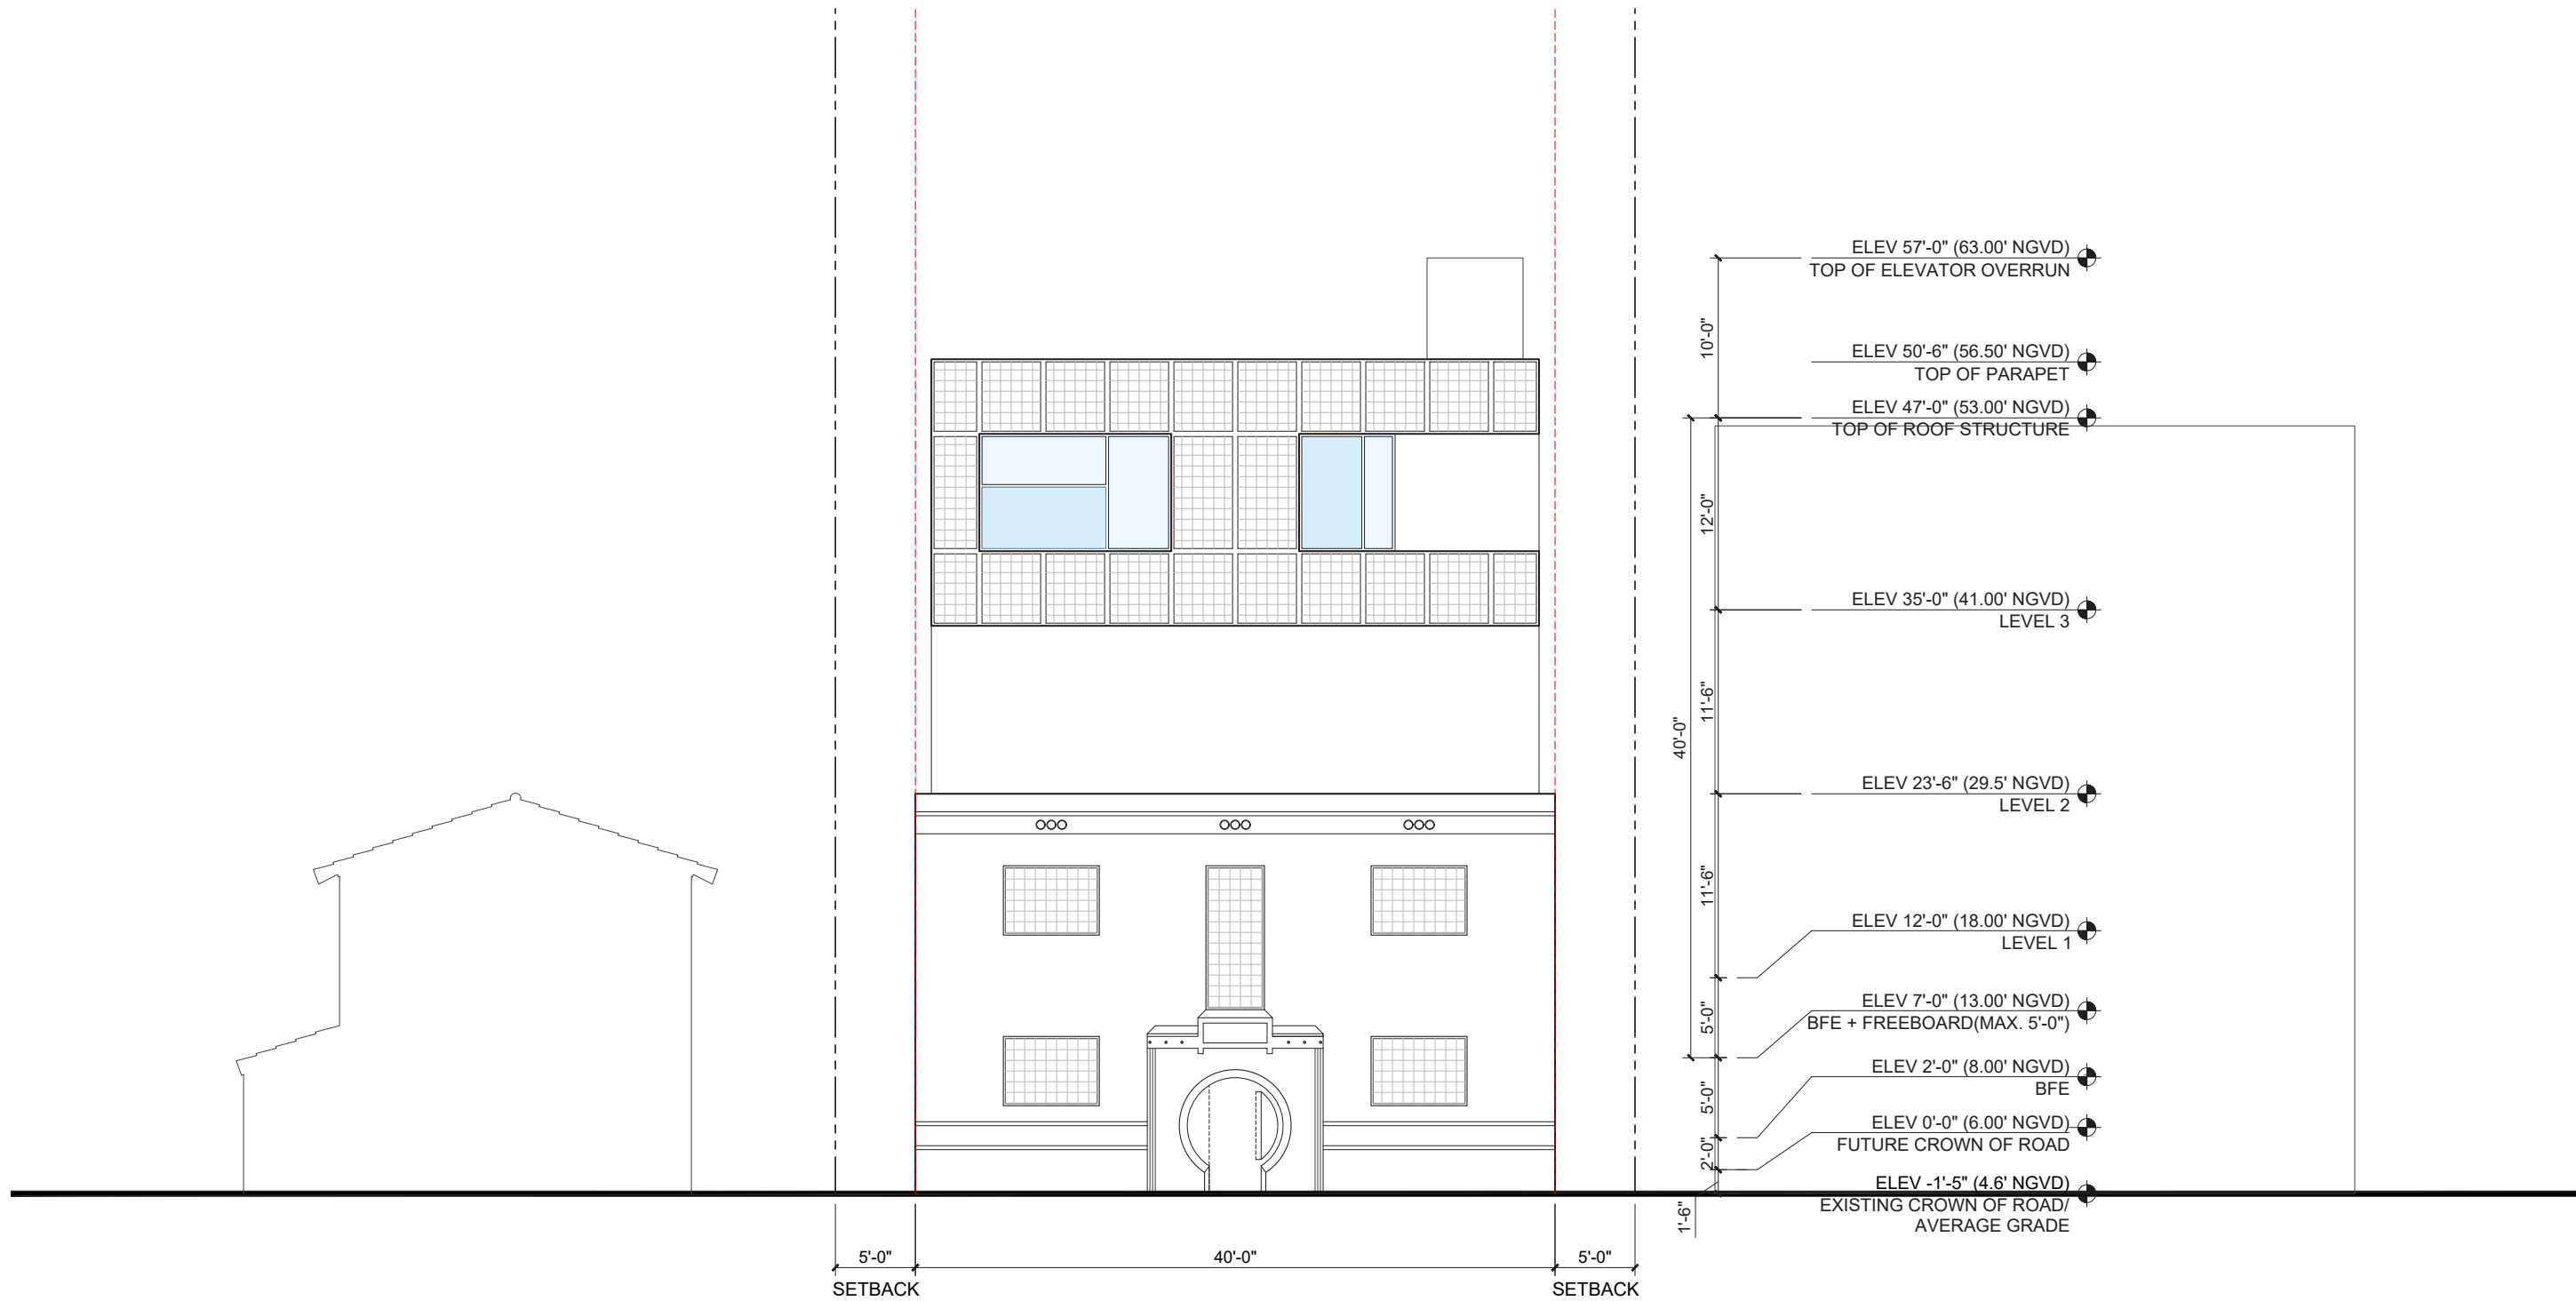 ELEV 57'-0" (63.00' NGVD)
TOP OF ELEVATOR OVERRUN
10'-0"
ELEV 50'-6" (56.50' NGVD)
TOP OF PARAPET
ELEV 47'-0" (53.00' NGVD)
TOP OF ROOF STRUCTURE
12'-0"
ELEV 35'-0" (41.00' NGVD)
LEVEL 3
11'-6"
40'-0"
ELEV 23'-6" (29.5' NGVD)
LEVEL 2
11'-6"
ELEV 12'-0" (18.00' NGVD)
LEVEL 1
5'-0"
ELEV 7'-0" (13.00' NGVD)
BFE + FREEBOARD(MAX. 5'-0")
5'-0"
ELEV 2'-0" (8.00' NGVD)
BFE
2'-0"
ELEV 0'-0" (6.00' NGVD)
FUTURE CROWN OF ROAD
ELEV -1'-5" (4.6' NGVD)
EXISTING CROWN OF ROAD/
AVERAGE GRADE
1'-6"
5'-0"
40'-0"
5'-0"
SETBACK
SETBACK